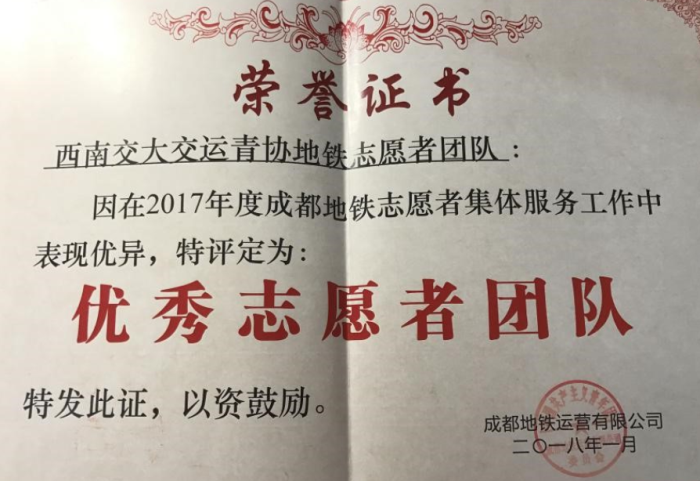 荣誉证书
西南交大交运青协地铁志愿者团队：
因在2017年度成都地铁志愿者集体服务工作中
表现优异，特评定为：
优秀志愿者团队
特发此证，以资鼓励。
成都地铁运营有限公司
二〇一八年一月